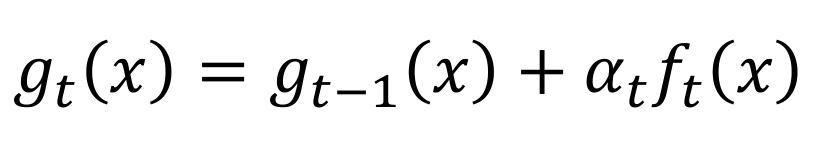 gₜ(x) = gₜ₋₁(x) + αₜfₜ(x)